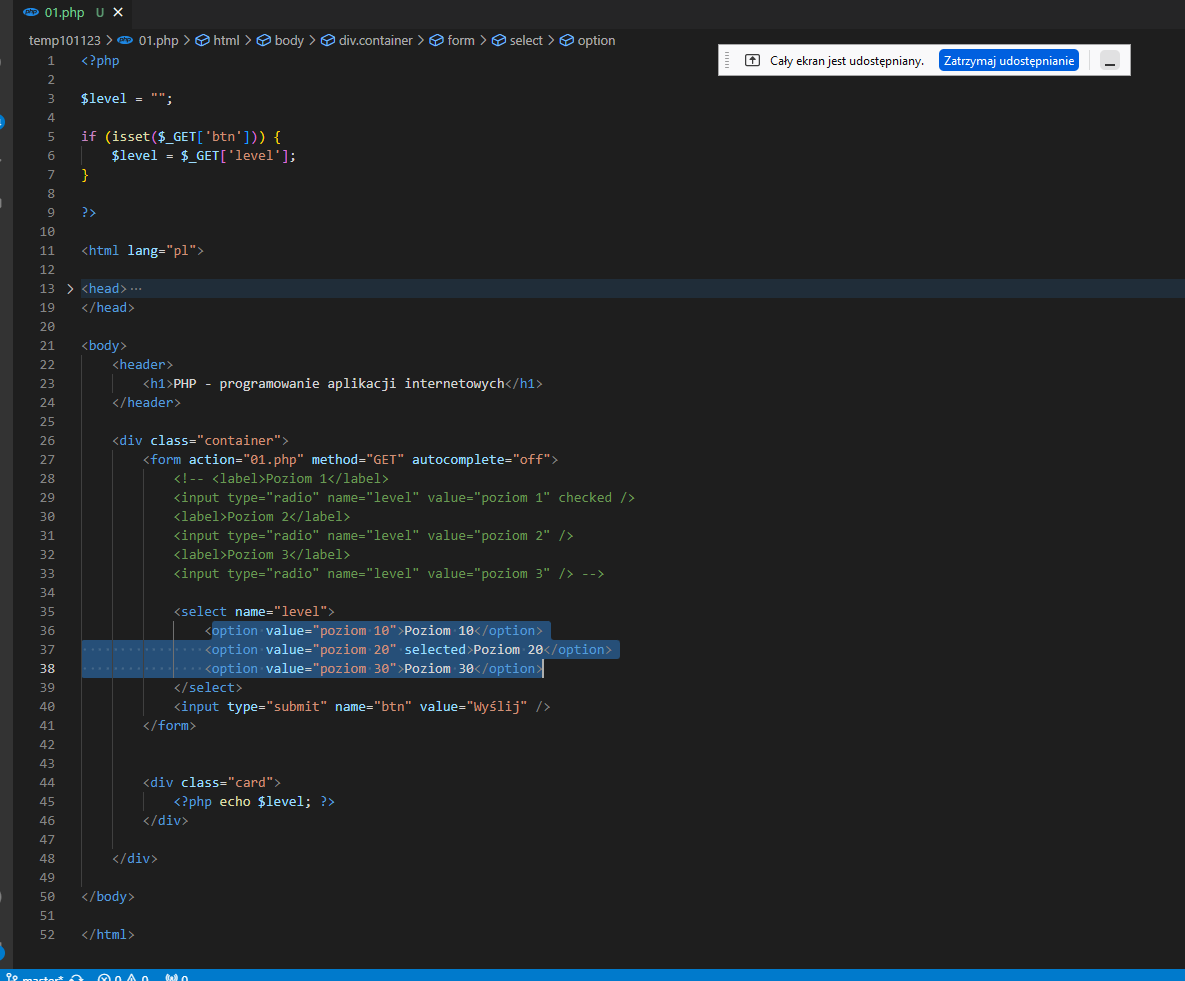 01.php U
temp101123 > 01.php > html > body > div.container > form > select > option
Cały ekran jest udostępniany. Zatrzymaj udostępnianie
1 <?php
2
3 $level = "";
4
5 if (isset($_GET['btn'])) {
6 $level = $_GET['level'];
7 }
8
9 ?>
10
11 <html lang="pl">
12
13 <head> ...
19 </head>
20
21 <body>
22 <header>
23 <h1>PHP - programowanie aplikacji internetowych</h1>
24 </header>
25
26 <div class="container">
27 <form action="01.php" method="GET" autocomplete="off">
28 <!-- <label>Poziom 1</label>
29 <input type="radio" name="level" value="poziom 1" checked />
30 <label>Poziom 2</label>
31 <input type="radio" name="level" value="poziom 2" />
32 <label>Poziom 3</label>
33 <input type="radio" name="level" value="poziom 3" /> -->
34
35 <select name="level">
36 <option value="poziom 10">Poziom 10</option>
37 <option value="poziom 20" selected>Poziom 20</option>
38 <option value="poziom 30">Poziom 30</option>
39 </select>
40 <input type="submit" name="btn" value="Wyślij" />
41 </form>
42
43
44 <div class="card">
45 <?php echo $level; ?>
46 </div>
47
48 </div>
49
50 </body>
51
52 </html>
master* 0 0 0